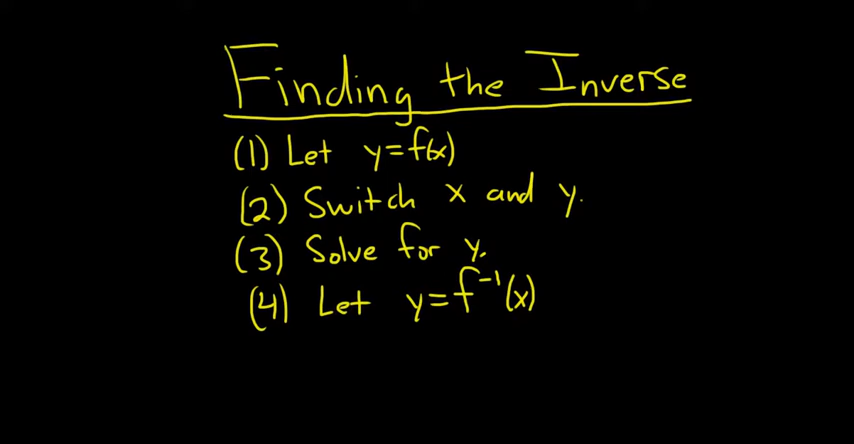 Finding the Inverse
(1) Let y=f(x)
(2) Switch x and y.
(3) Solve for y.
(4) Let y=f⁻¹(x)